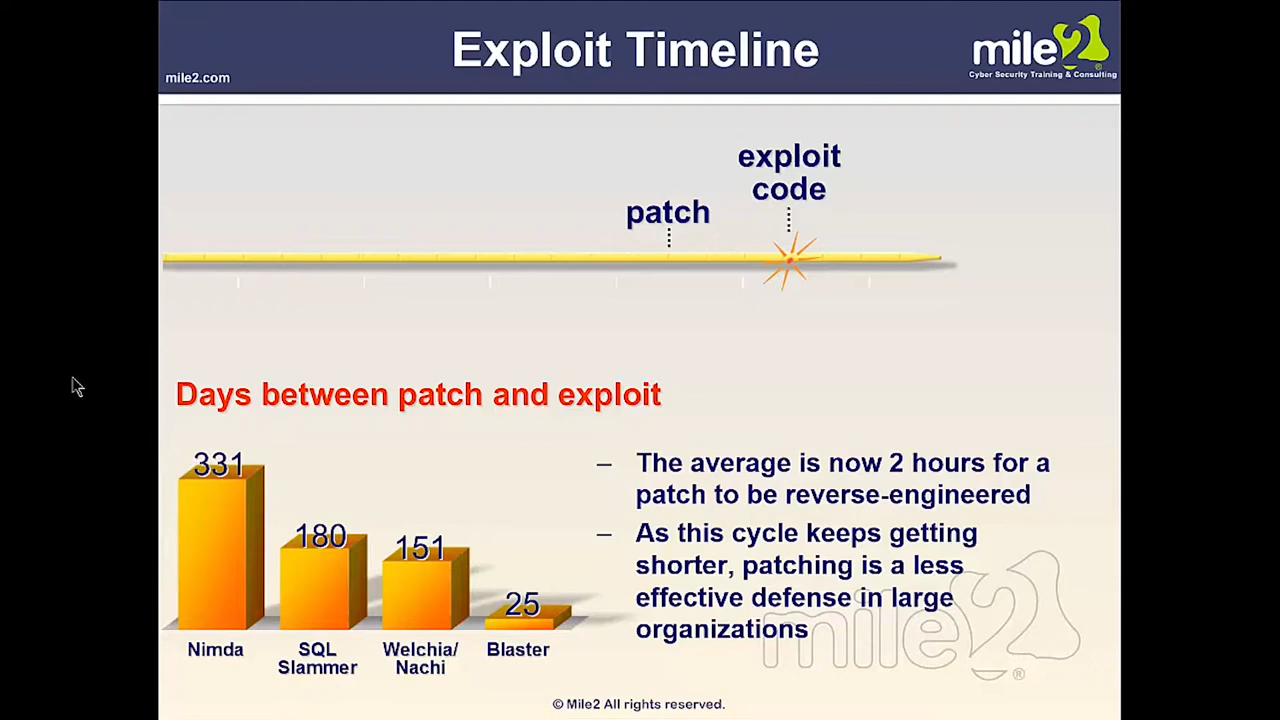 Exploit Timeline
mile2.com
mile2®
Cyber Security Training & Consulting
exploit
code
patch
Days between patch and exploit
331
180
151
25
Nimda
SQL
Slammer
Welchia/
Nachi
Blaster
– The average is now 2 hours for a
patch to be reverse-engineered
– As this cycle keeps getting
shorter, patching is a less
effective defense in large
organizations
mile2®
© Mile2 All rights reserved.